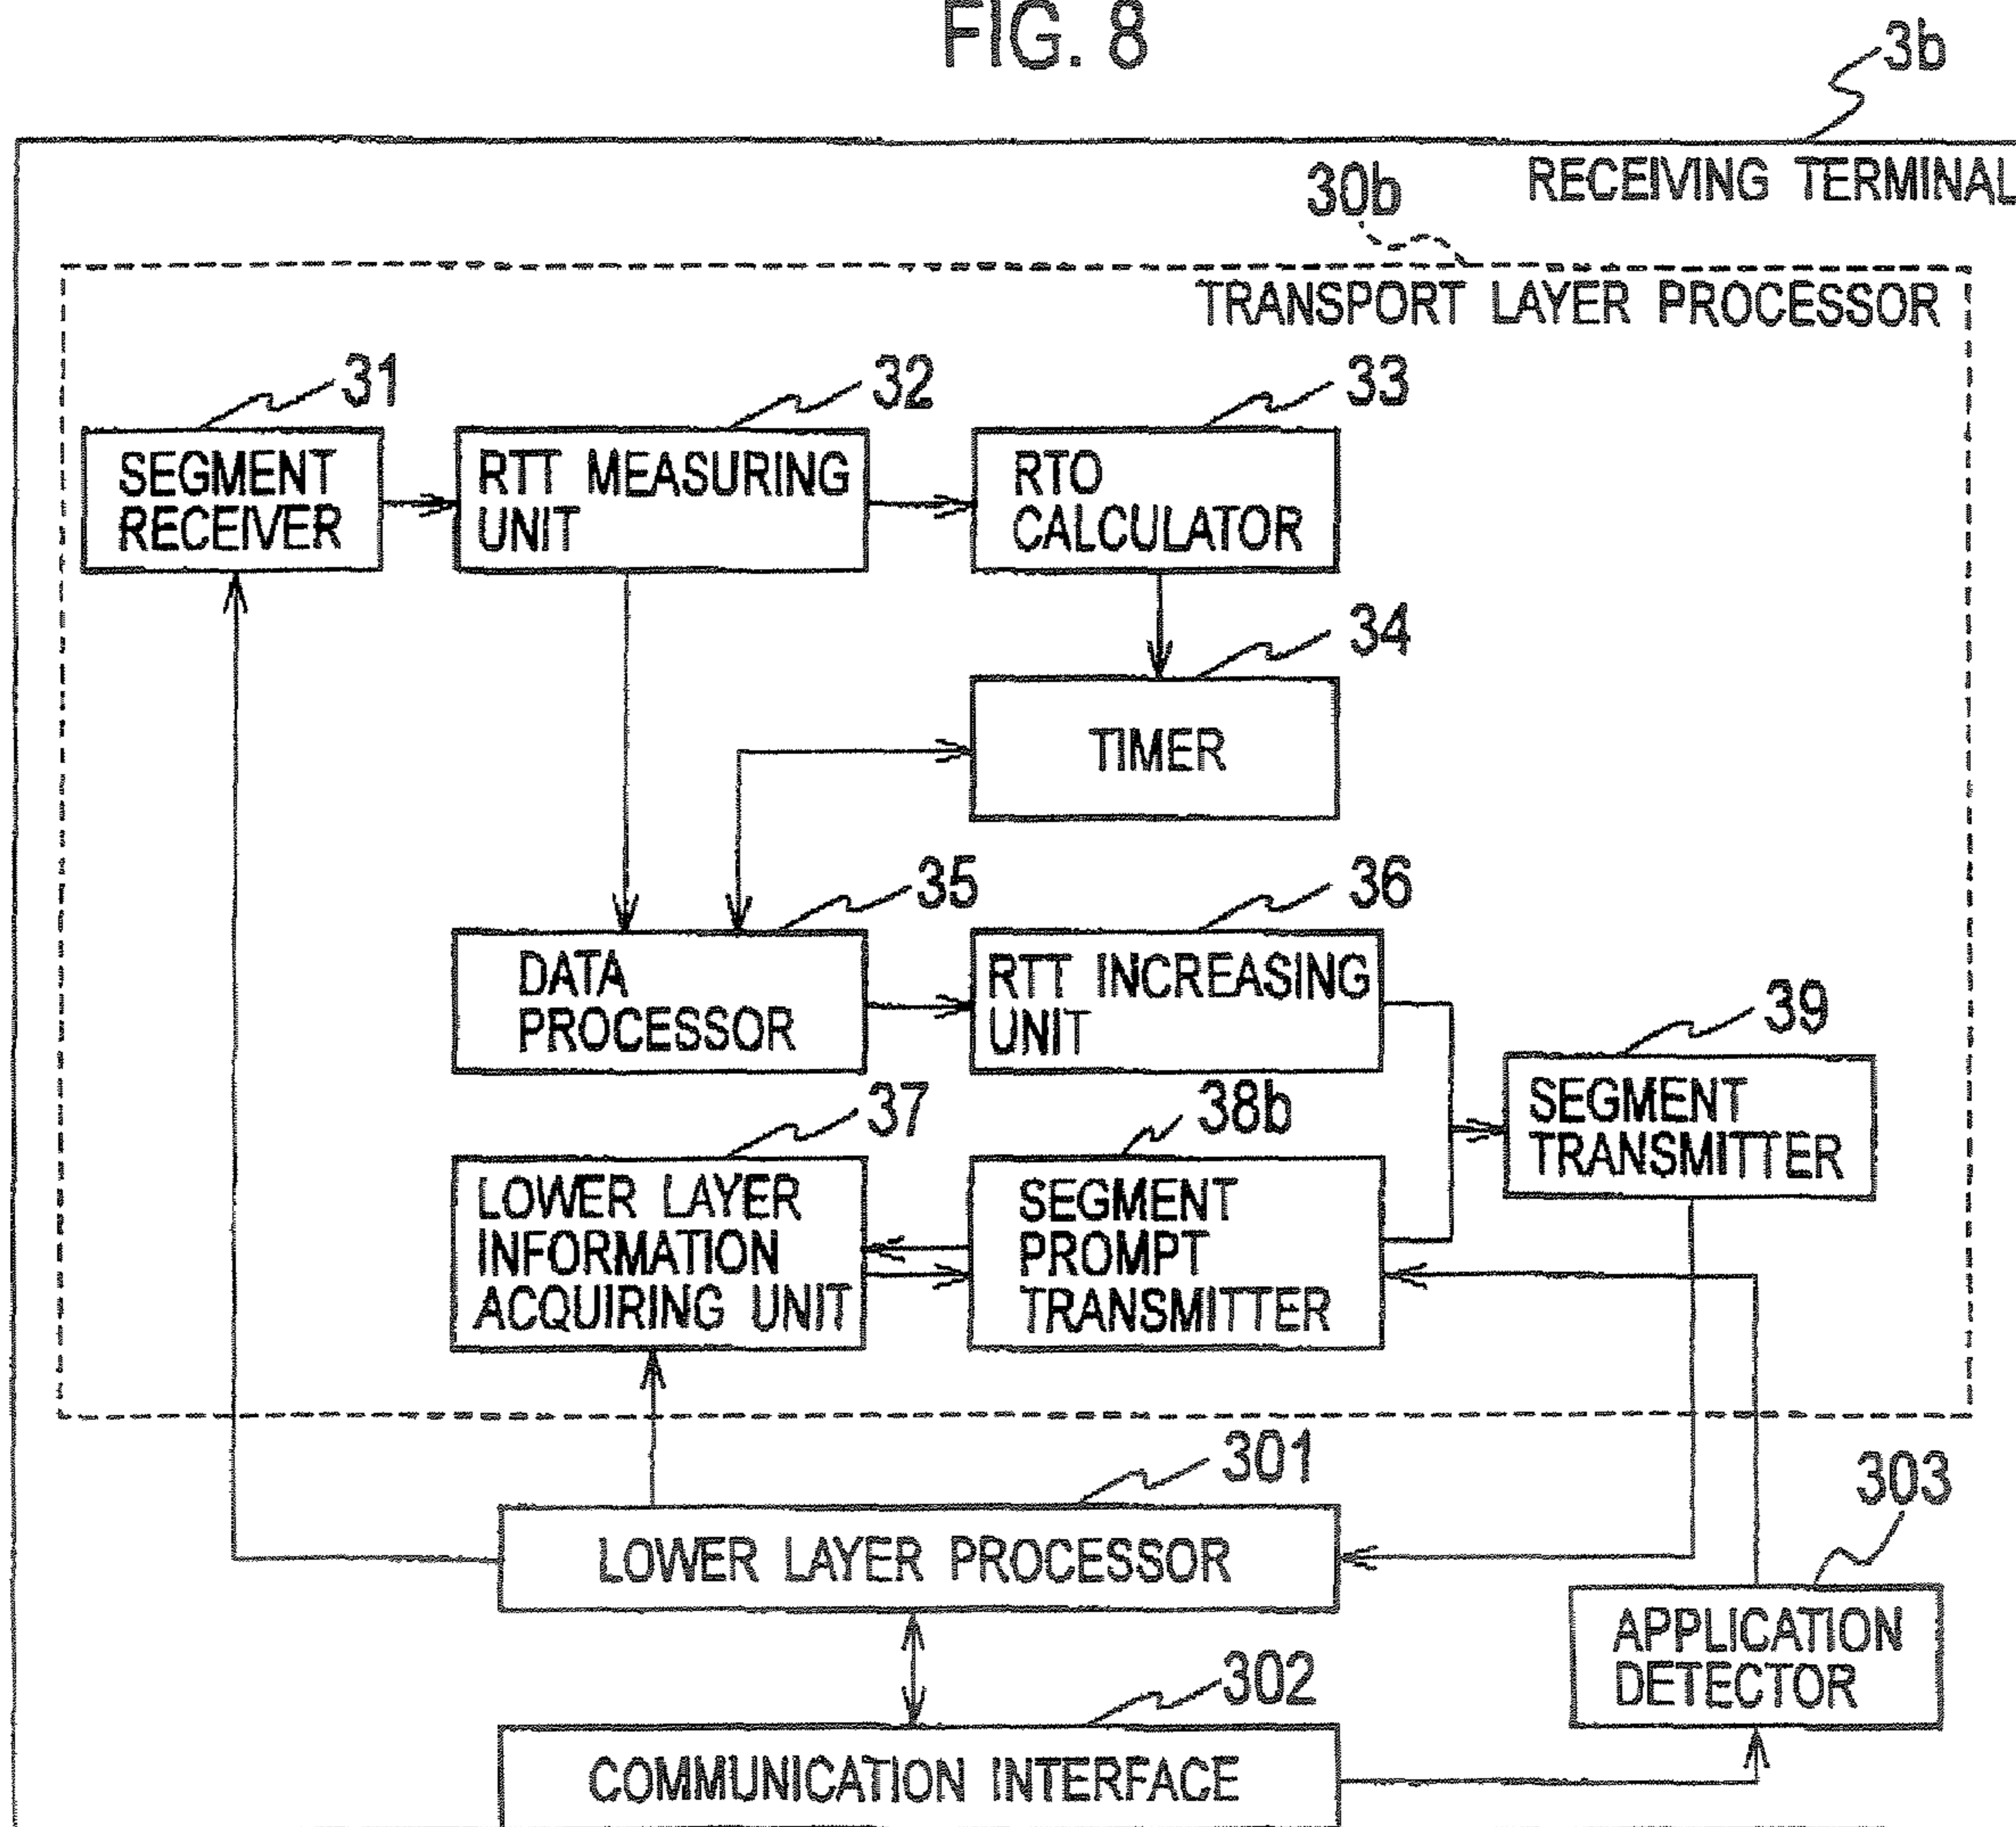 FIG. 8
3b
RECEIVING TERMINAL
30b
TRANSPORT LAYER PROCESSOR
31
32
33
SEGMENT
RECEIVER
RTT MEASURING
UNIT
RTO
CALCULATOR
34
TIMER
35
36
DATA
PROCESSOR
RTT INCREASING
UNIT
39
SEGMENT
TRANSMITTER
37
38b
LOWER LAYER
INFORMATION
ACQUIRING UNIT
SEGMENT
PROMPT
TRANSMITTER
301
LOWER LAYER PROCESSOR
303
APPLICATION
DETECTOR
302
COMMUNICATION INTERFACE